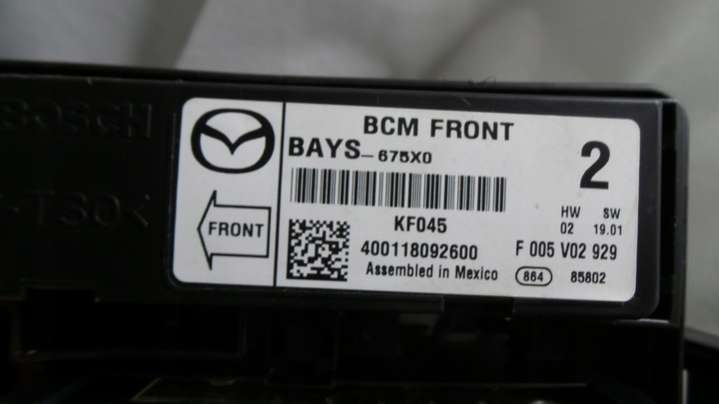 BOSCH
BCM FRONT
BAYS-675X0
2
FRONT
KF045
400118092600
Assembled in Mexico
HW SW
02 19.01
F 005 V02 929
864 85802